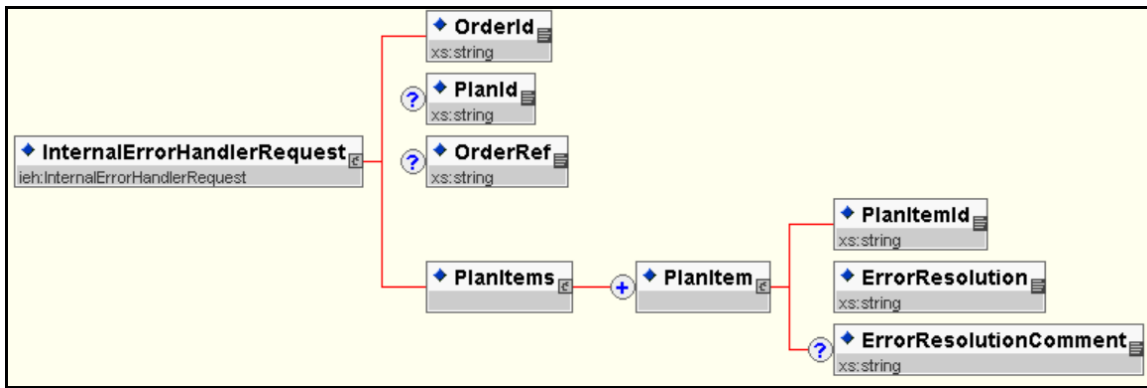 OrderId
xs:string
?
PlanId
xs:string
InternalErrorHandlerRequest
ieh:InternalErrorHandlerRequest
?
OrderRef
xs:string
PlanItems
+
PlanItem
PlanItemId
xs:string
ErrorResolution
xs:string
?
ErrorResolutionComment
xs:string